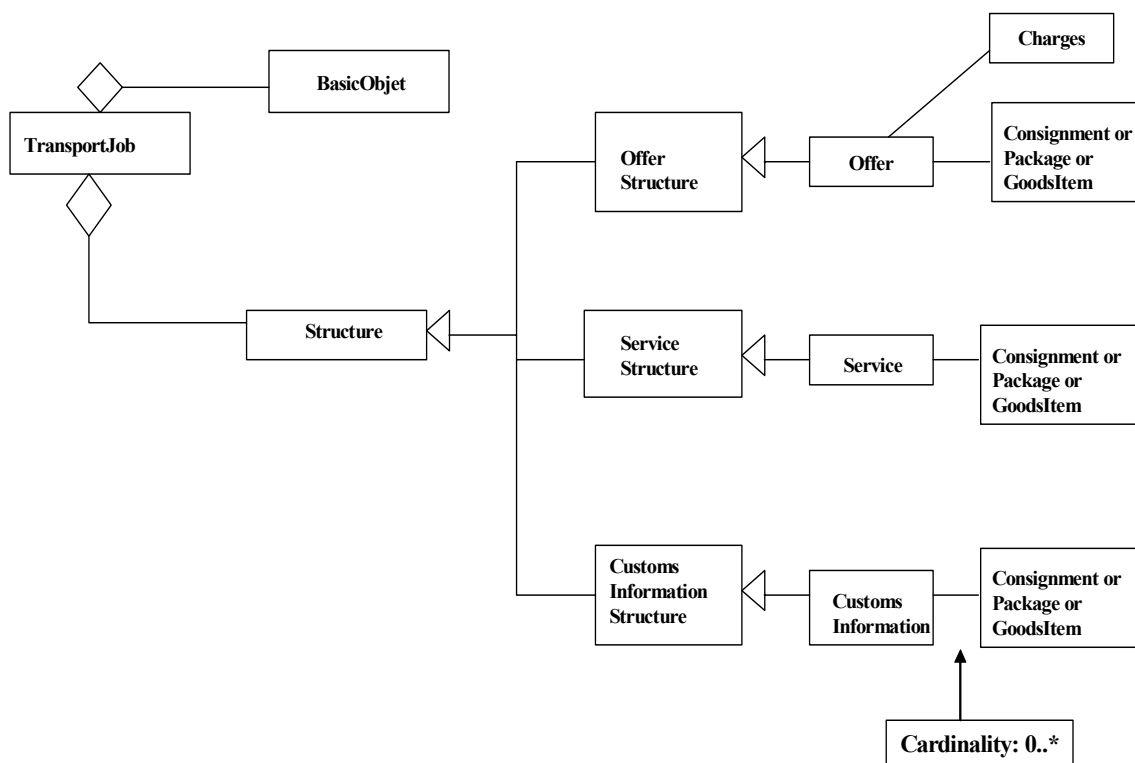 Charges
BasicObjet
TransportJob
Offer
Structure
Offer
Consignment or
Package or
GoodsItem
Structure
Service
Structure
Service
Consignment or
Package or
GoodsItem
Customs
Information
Structure
Customs
Information
Consignment or
Package or
GoodsItem
Cardinality: 0..*